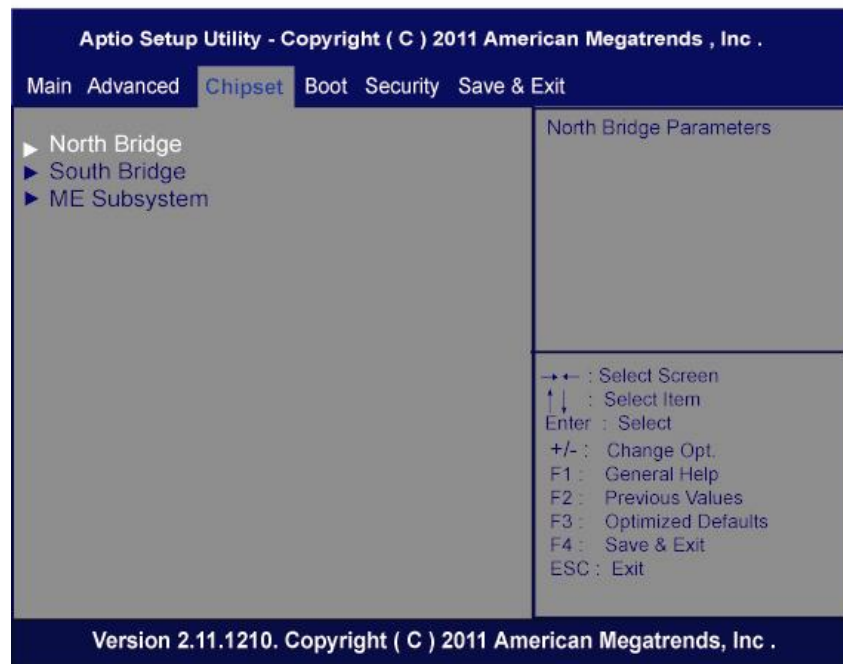 Aptio Setup Utility - Copyright ( C ) 2011 American Megatrends , Inc .
Main Advanced Chipset Boot Security Save & Exit
▶ North Bridge
▶ South Bridge
▶ ME Subsystem
North Bridge Parameters
→← : Select Screen
↑↓ : Select Item
Enter : Select
+/- : Change Opt.
F1 : General Help
F2 : Previous Values
F3 : Optimized Defaults
F4 : Save & Exit
ESC : Exit
Version 2.11.1210. Copyright ( C ) 2011 American Megatrends, Inc .